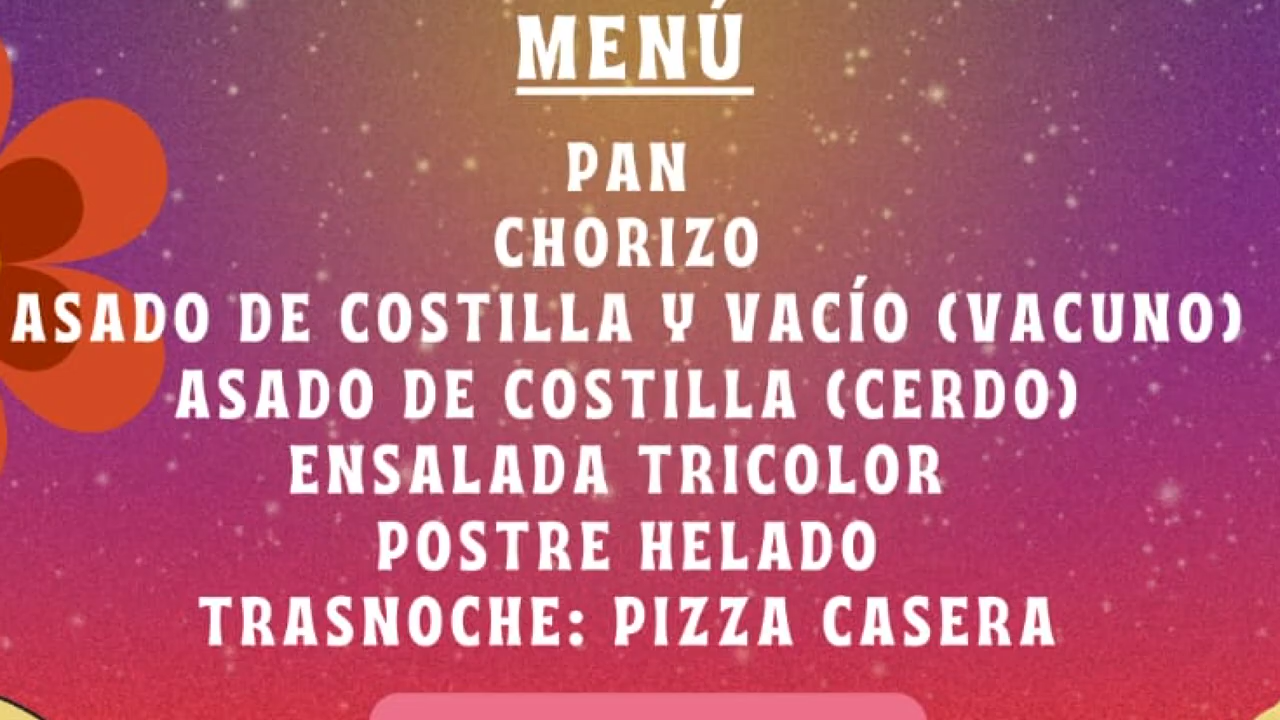 MENÚ
PAN
CHORIZO
ASADO DE COSTILLA Y VACÍO (VACUNO)
ASADO DE COSTILLA (CERDO)
ENSALADA TRICOLOR
POSTRE HELADO
TRASNOCHE: PIZZA CASERA